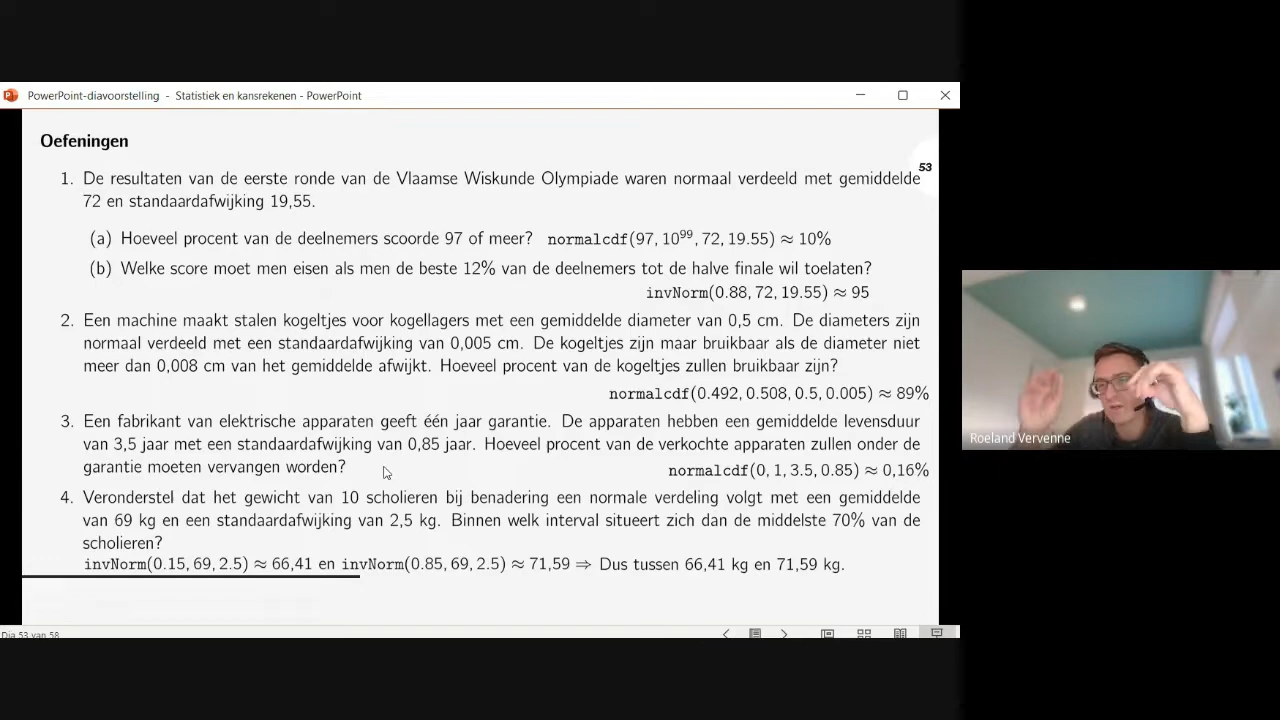 PowerPoint-diavoorstelling - Statistiek en kansrekenen - PowerPoint
Oefeningen
53
1. De resultaten van de eerste ronde van de Vlaamse Wiskunde Olympiade waren normaal verdeeld met gemiddelde
72 en standaardafwijking 19,55.
(a) Hoeveel procent van de deelnemers scoorde 97 of meer? normalcdf(97, 10⁹⁹, 72, 19.55) ≈ 10%
(b) Welke score moet men eisen als men de beste 12% van de deelnemers tot de halve finale wil toelaten?
invNorm(0.88, 72, 19.55) ≈ 95
2. Een machine maakt stalen kogeltjes voor kogellagers met een gemiddelde diameter van 0,5 cm. De diameters zijn
normaal verdeeld met een standaardafwijking van 0,005 cm. De kogeltjes zijn maar bruikbaar als de diameter niet
meer dan 0,008 cm van het gemiddelde afwijkt. Hoeveel procent van de kogeltjes zullen bruikbaar zijn?
normalcdf(0.492, 0.508, 0.5, 0.005) ≈ 89%
3. Een fabrikant van elektrische apparaten geeft één jaar garantie. De apparaten hebben een gemiddelde levensduur
van 3,5 jaar met een standaardafwijking van 0,85 jaar. Hoeveel procent van de verkochte apparaten zullen onder de
garantie moeten vervangen worden? normalcdf(0, 1, 3.5, 0.85) ≈ 0,16%
4. Veronderstel dat het gewicht van 10 scholieren bij benadering een normale verdeling volgt met een gemiddelde
van 69 kg en een standaardafwijking van 2,5 kg. Binnen welk interval situeert zich dan de middelste 70% van de
scholieren?
invNorm(0.15, 69, 2.5) ≈ 66,41 en invNorm(0.85, 69, 2.5) ≈ 71,59 ⇒ Dus tussen 66,41 kg en 71,59 kg.
Dia 53 van 58
Roeland Vervenne